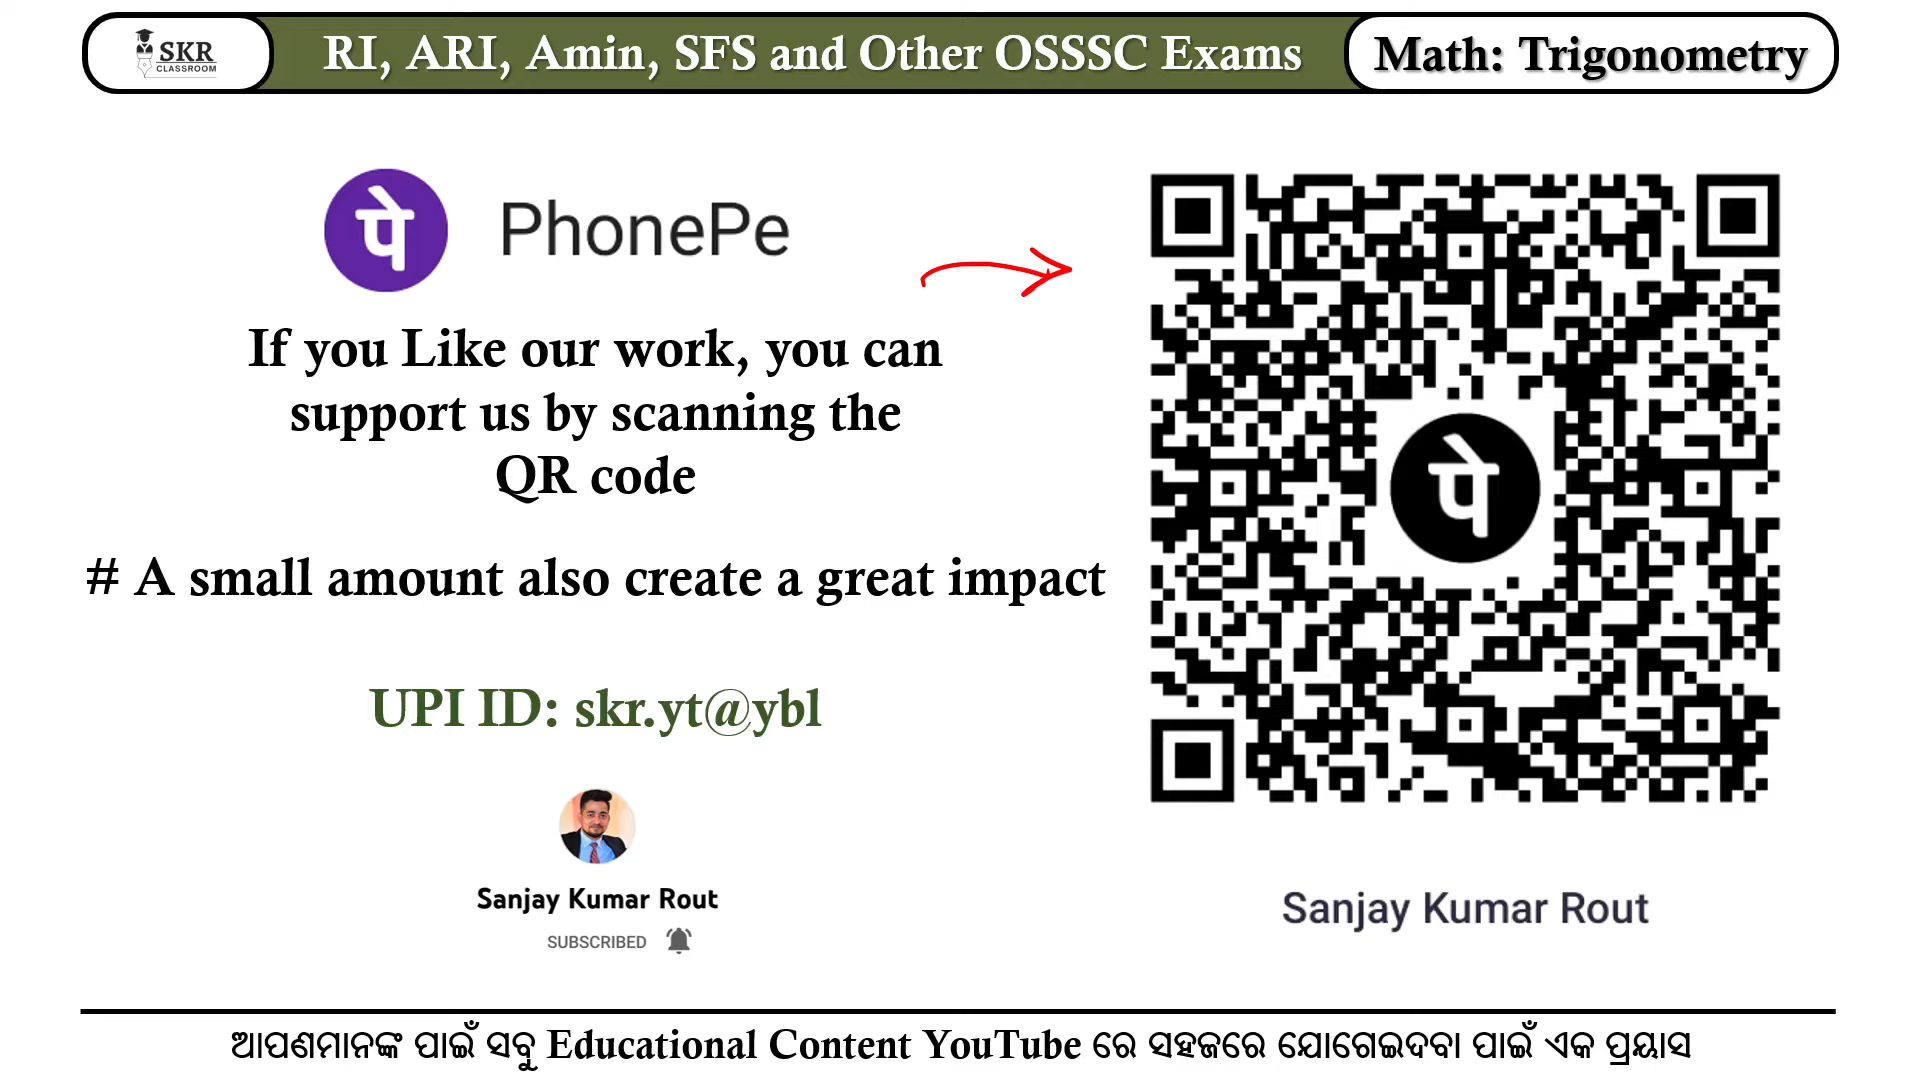 SKR
CLASSROOM
RI, ARI, Amin, SFS and Other OSSSC Exams
Math: Trigonometry
पे
PhonePe
If you Like our work, you can
support us by scanning the
QR code
# A small amount also create a great impact
UPI ID: skr.yt@ybl
Sanjay Kumar Rout
SUBSCRIBED
पे
Sanjay Kumar Rout
ଆପଣମାନଙ୍କ ପାଇଁ ସବୁ Educational Content YouTube ରେ ସହଜରେ ଯୋଗେଇଦବା ପାଇଁ ଏକ ପ୍ରୟାସ